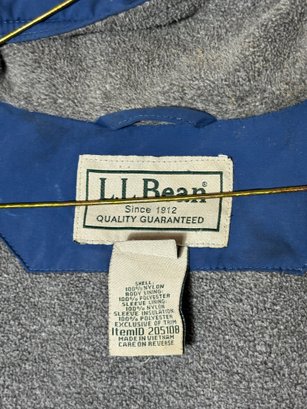 L.L.Bean®
Since 1912
QUALITY GUARANTEED
SHELL:
100% NYLON
BODY LINING:
100% POLYESTER
SLEEVE LINING:
100% NYLON
SLEEVE INSULATION:
100% POLYESTER
EXCLUSIVE OF TRIM
ItemID 205108
MADE IN VIETNAM
CARE ON REVERSE